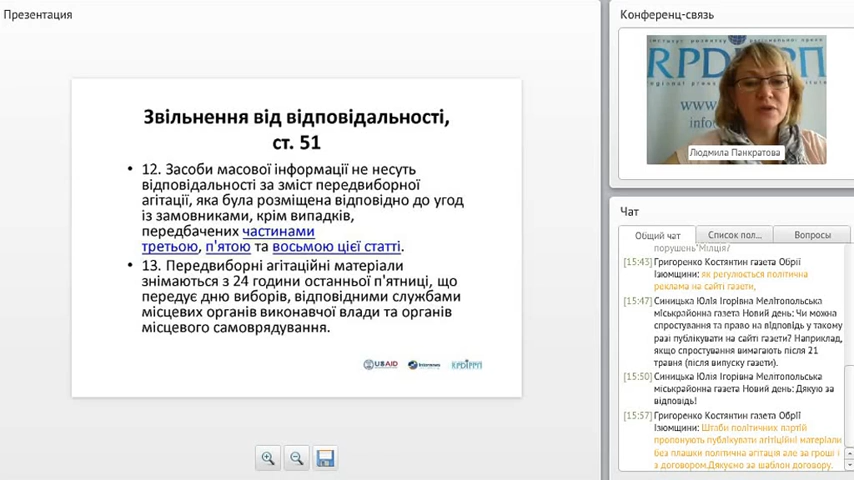 Презентация
Звільнення від відповідальності,
ст. 51
• 12. Засоби масової інформації не несуть
відповідальності за зміст передвиборної
агітації, яка була розміщена відповідно до угод
із замовниками, крім випадків,
передбачених частинами
третьою, п'ятою та восьмою цієї статті.
• 13. Передвиборні агітаційні матеріали
знімаються з 24 години останньої п'ятниці, що
передує дню виборів, відповідними службами
місцевих органів виконавчої влади та органів
місцевого самоврядування.
USAID
Internews
Конференц-связь
www
info
Людмила Панкратова
Чат
Общий чат
Список пол...
Вопросы
порушень"Міліція?
[15:43] Григоренко Костянтин газета Обрії
Ізюмщини: як регулюється політична
реклама на сайті газети,
[15:47] Синицька Юлія Ігорівна Мелітопольська
міськрайонна газета Новий день: Чи можна
спростування та право на відповідь у такому
разі публікувати на сайті газети? Наприклад,
якщо спростування вимагають після 21
травня (після випуску газети).
[15:50] Синицька Юлія Ігорівна Мелітопольська
міськрайонна газета Новий день: Дякую за
відповідь!
[15:57] Григоренко Костянтин газета Обрії
Ізюмщини: Штаби політичних партій
пропонують публікувати агітіційні матеріали
без плашки політична агітація але за гроші і
з договором.Дякуємо за шаблон договору.